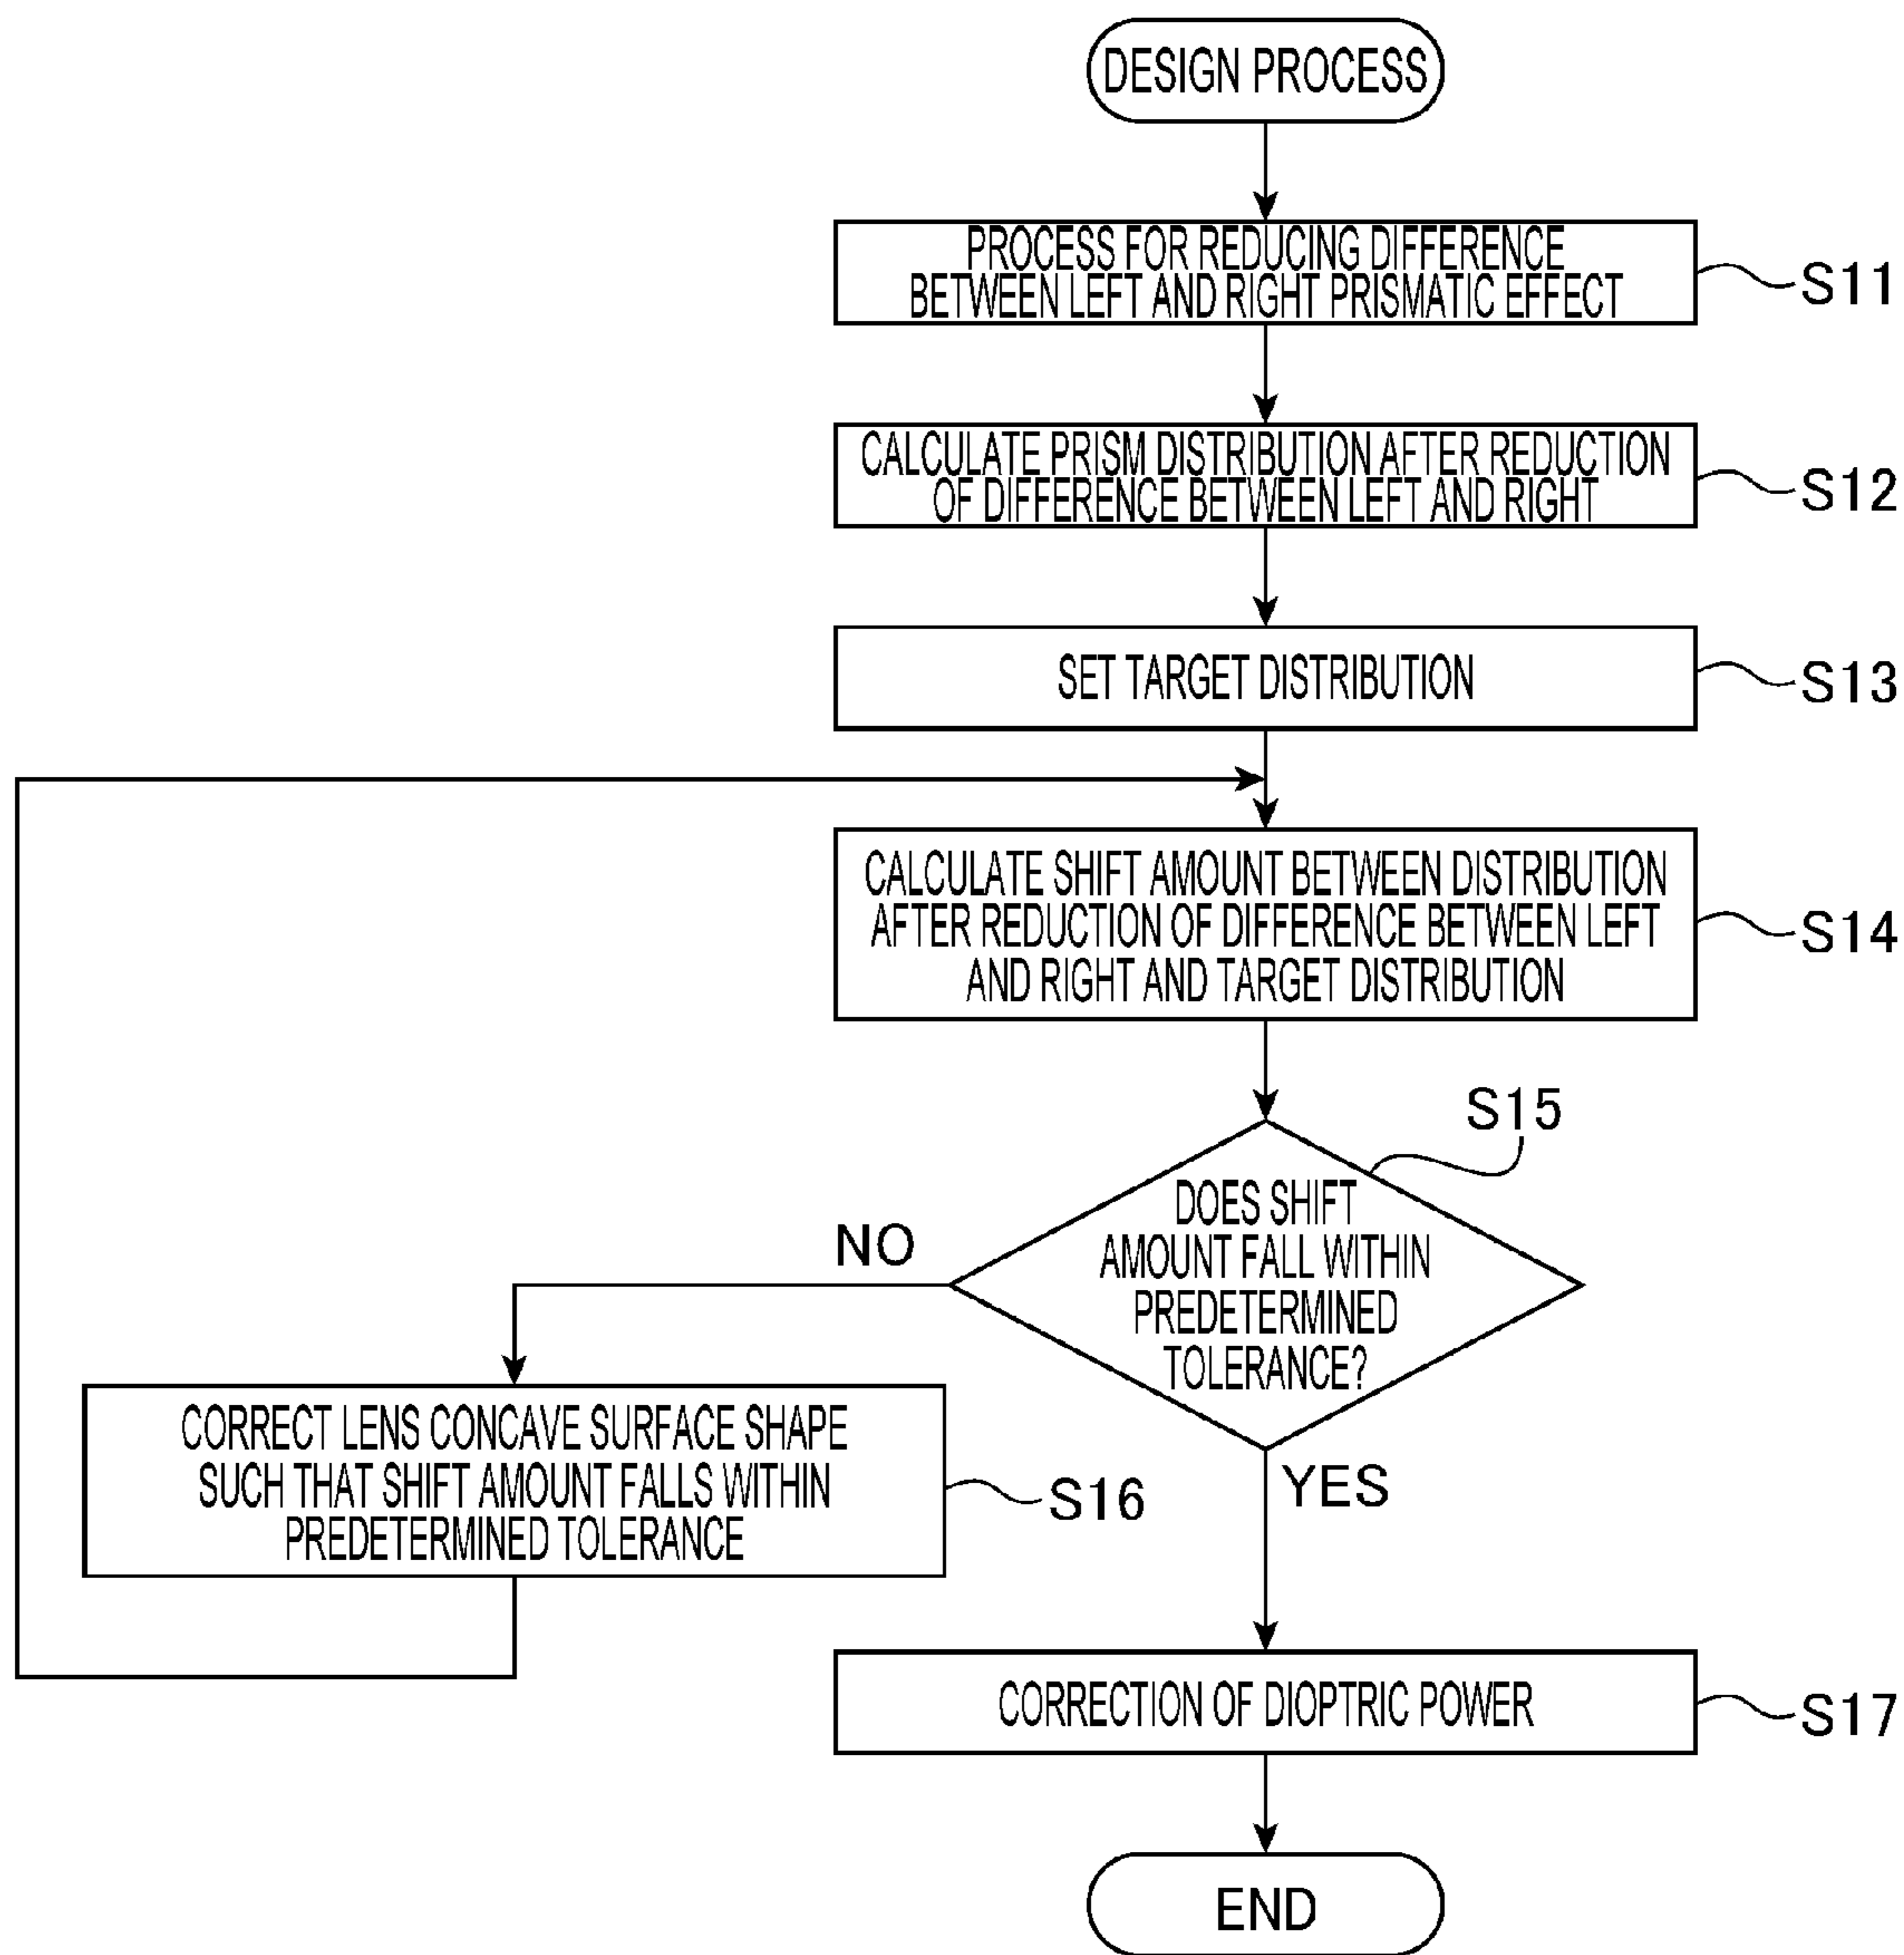 DESIGN PROCESS
PROCESS FOR REDUCING DIFFERENCE
BETWEEN LEFT AND RIGHT PRISMATIC EFFECT
S11
CALCULATE PRISM DISTRIBUTION AFTER REDUCTION
OF DIFFERENCE BETWEEN LEFT AND RIGHT
S12
SET TARGET DISTRIBUTION
S13
CALCULATE SHIFT AMOUNT BETWEEN DISTRIBUTION
AFTER REDUCTION OF DIFFERENCE BETWEEN LEFT
AND RIGHT AND TARGET DISTRIBUTION
S14
S15
DOES SHIFT
AMOUNT FALL WITHIN
PREDETERMINED
TOLERANCE?
NO
CORRECT LENS CONCAVE SURFACE SHAPE
SUCH THAT SHIFT AMOUNT FALLS WITHIN
PREDETERMINED TOLERANCE
S16
YES
CORRECTION OF DIOPTRIC POWER
S17
END